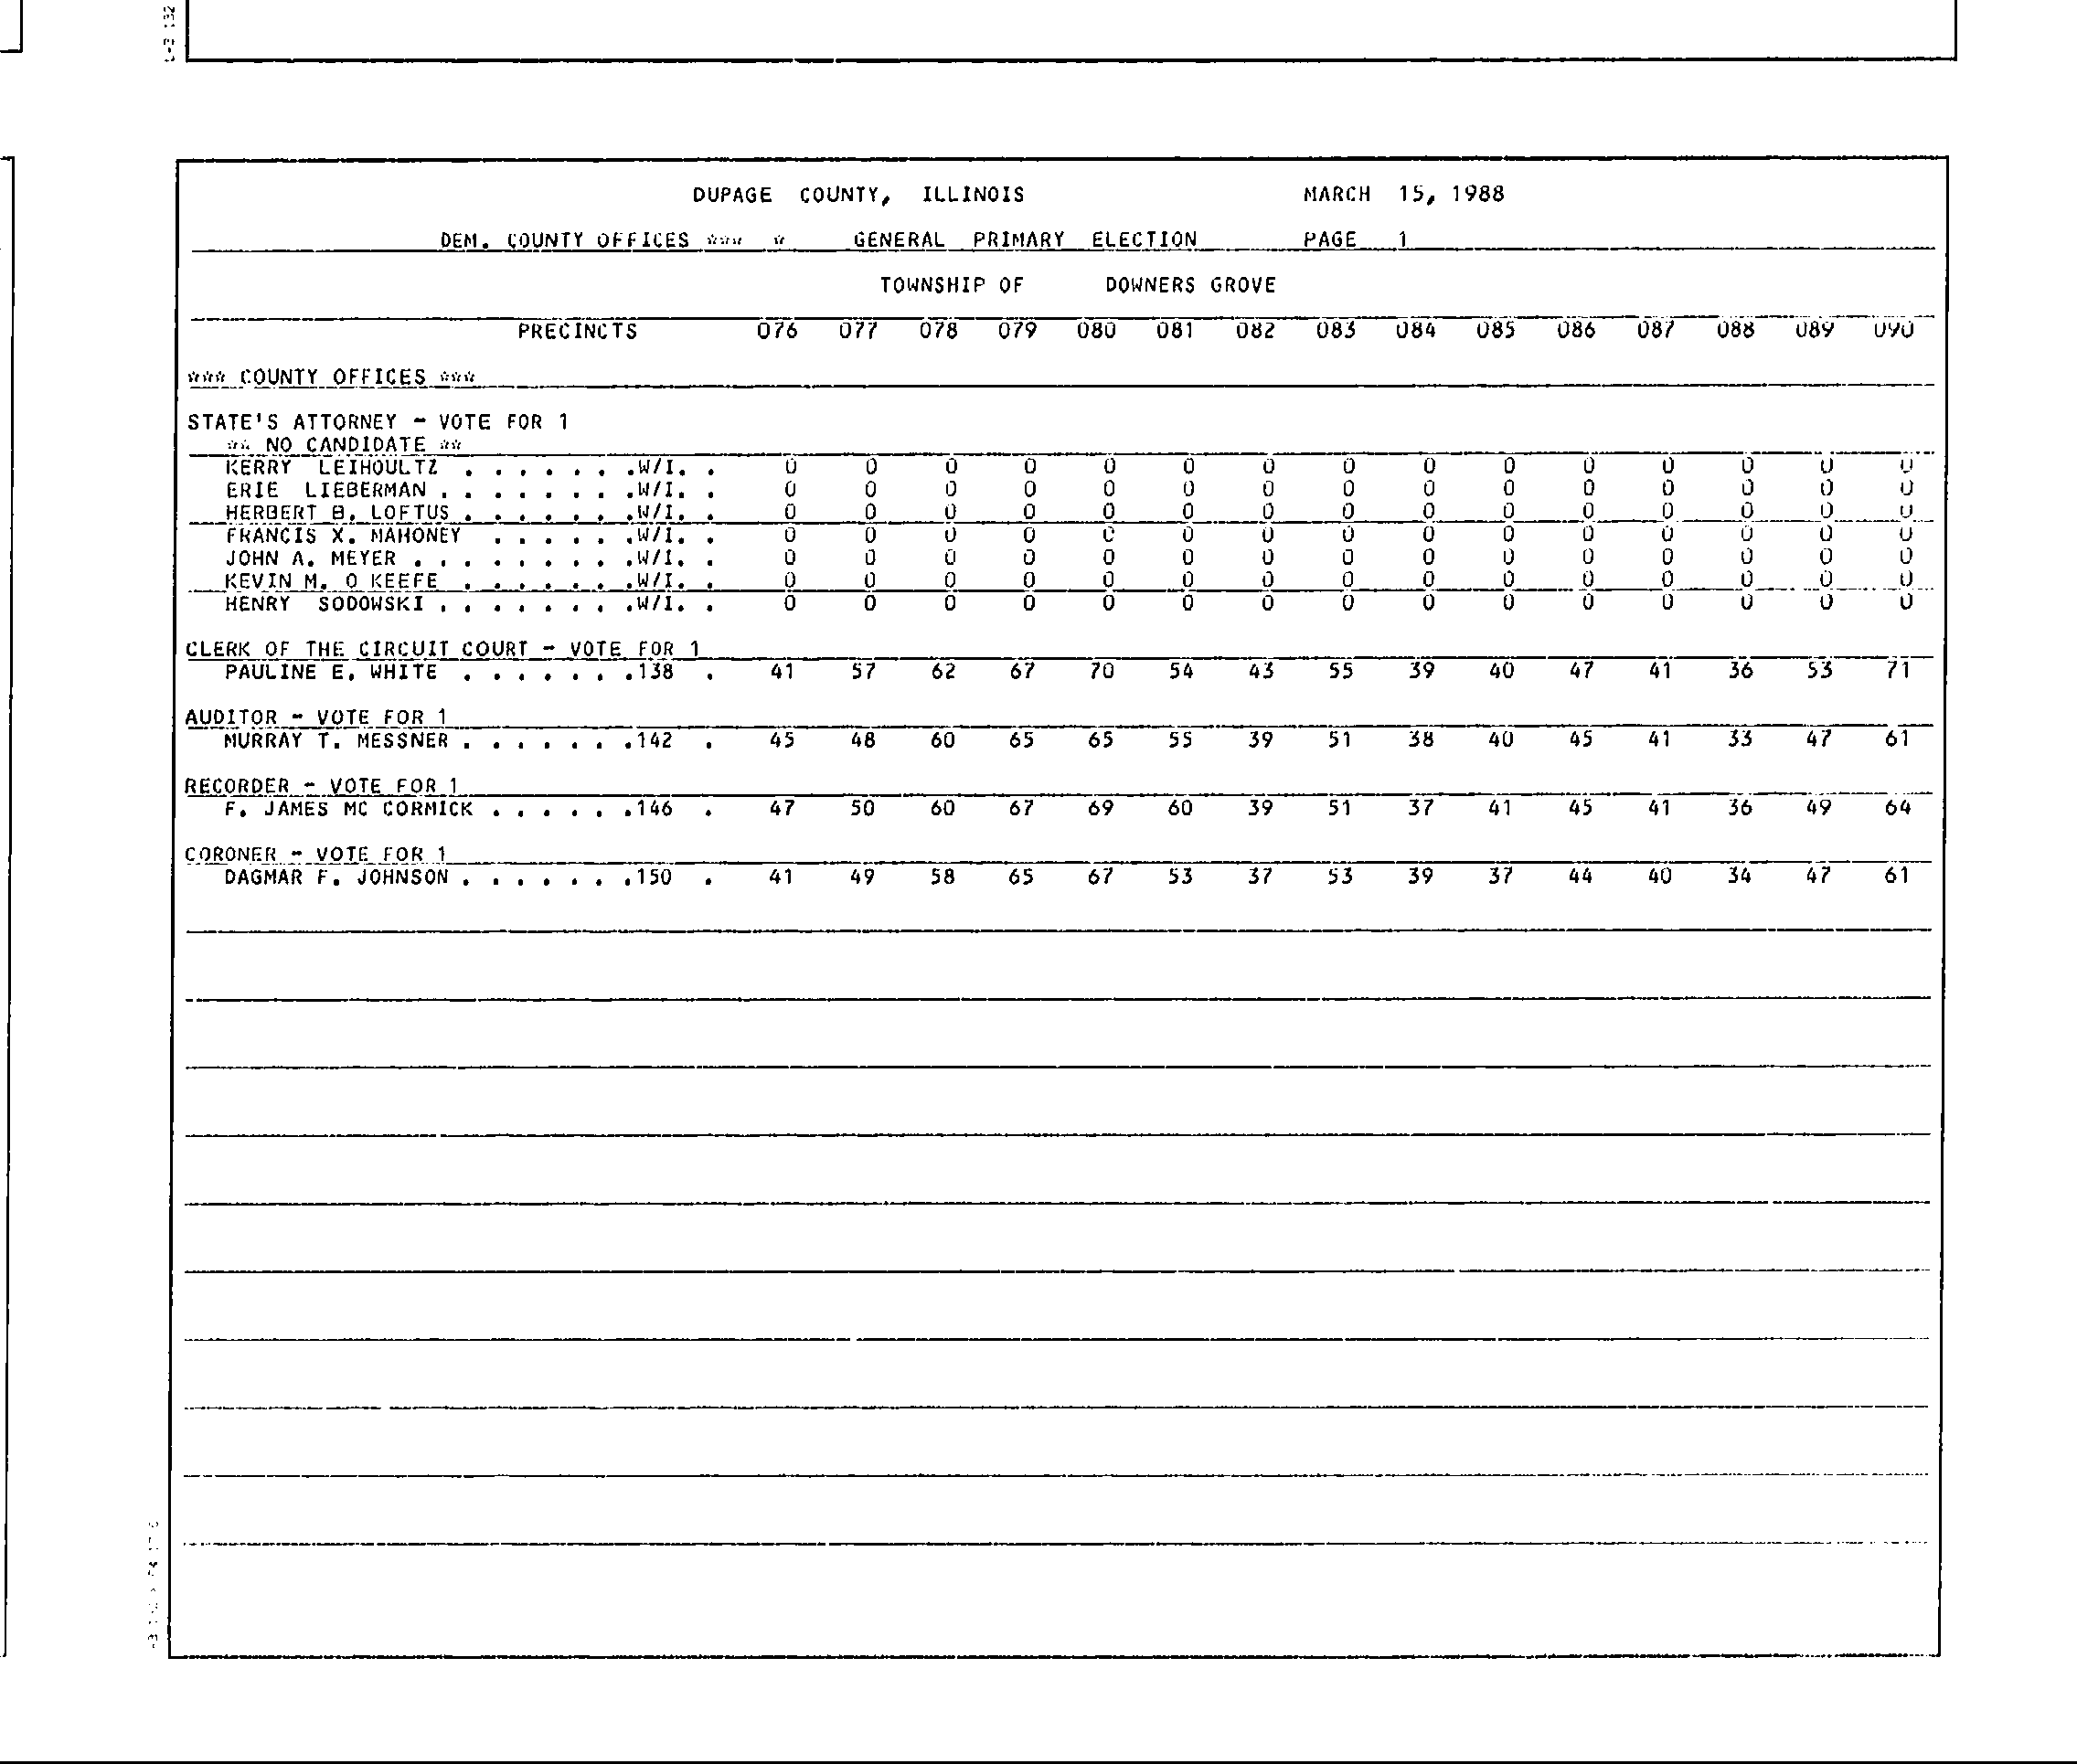 DUPAGE COUNTY, ILLINOIS MARCH 15, 1988
DEM. COUNTY OFFICES *** * GENERAL PRIMARY ELECTION PAGE 1
TOWNSHIP OF DOWNERS GROVE
PRECINCTS 076 077 078 079 080 081 082 083 084 085 086 087 088 089 090
*** COUNTY OFFICES ***
STATE'S ATTORNEY - VOTE FOR 1
** NO CANDIDATE **
KERRY LEIHOULTZ . . . . . . .W/I. . 0 0 0 0 0 0 0 0 0 0 0 0 0 0 0
ERIE LIEBERMAN . . . . . . . .W/I. . 0 0 0 0 0 0 0 0 0 0 0 0 0 0 0
HERBERT B. LOFTUS . . . . . . .W/I. . 0 0 0 0 0 0 0 0 0 0 0 0 0 0 0
FRANCIS X. MAHONEY . . . . . .W/I. . 0 0 0 0 0 0 0 0 0 0 0 0 0 0 0
JOHN A. MEYER . . . . . . . . .W/I. . 0 0 0 0 0 0 0 0 0 0 0 0 0 0 0
KEVIN M. O KEEFE . . . . . . .W/I. . 0 0 0 0 0 0 0 0 0 0 0 0 0 0 0
HENRY SODOWSKI . . . . . . . .W/I. . 0 0 0 0 0 0 0 0 0 0 0 0 0 0 0
CLERK OF THE CIRCUIT COURT - VOTE FOR 1
PAULINE E. WHITE . . . . . . .138 . 41 57 62 67 70 54 43 55 39 40 47 41 36 53 71
AUDITOR - VOTE FOR 1
MURRAY T. MESSNER . . . . . . .142 . 45 48 60 65 65 55 39 51 38 40 45 41 33 47 61
RECORDER - VOTE FOR 1
F. JAMES MC CORMICK . . . . . .146 . 47 50 60 67 69 60 39 51 37 41 45 41 36 49 64
CORONER - VOTE FOR 1
DAGMAR F. JOHNSON . . . . . . .150 . 41 49 58 65 67 53 37 53 39 37 44 40 34 47 61